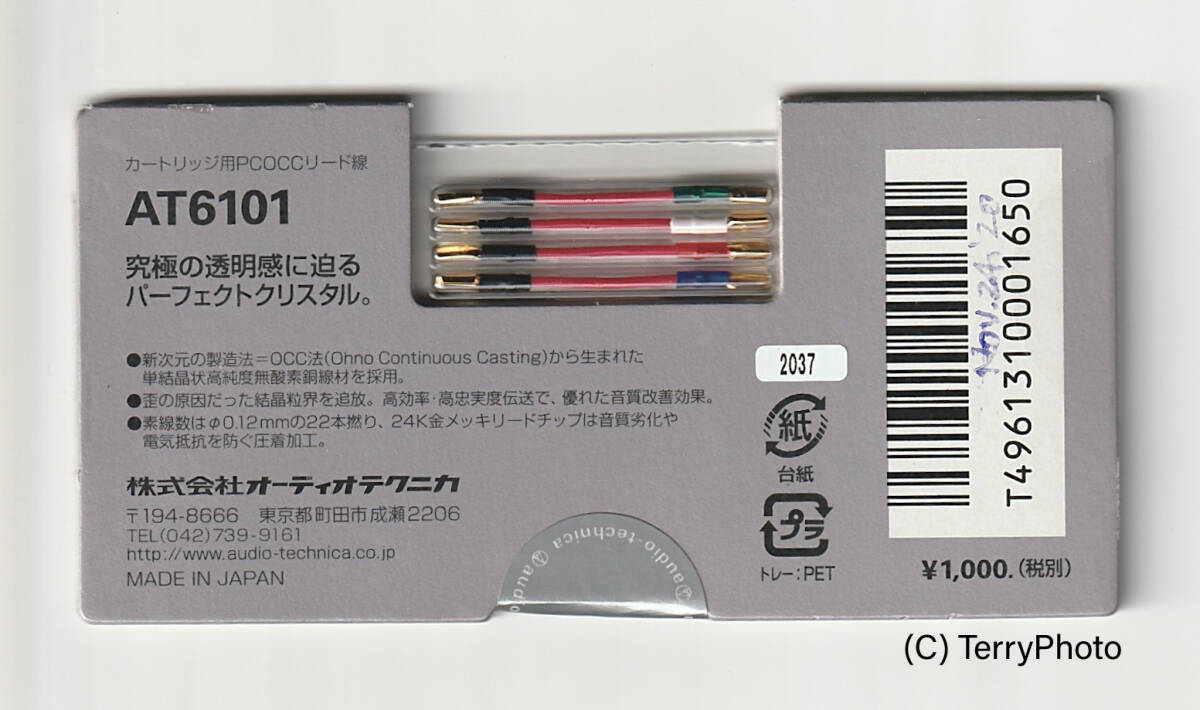 カートリッジ用PCOCCリード線
AT6101
究極の透明感に迫る
パーフェクトクリスタル。
●新次元の製造法=OCC法(Ohno Continuous Casting)から生まれた
単結晶状高純度無酸素銅線材を採用。
●歪の原因だった結晶粒界を追放。高効率・高忠実度伝送で、優れた音質改善効果。
●素線数はφ0.12mmの22本撚り、24K金メッキリードチップは音質劣化や
電気抵抗を防ぐ圧着加工。
株式会社オーディオテクニカ
〒194-8666 東京都町田市成瀬2206
TEL(042)739-9161
http://www.audio-technica.co.jp
MADE IN JAPAN
audio-technica
audio
2037
紙
台紙
プラ
トレー:PET
T4961310001650
Nov.24,'20
¥1,000.(税別)
(C) TerryPhoto